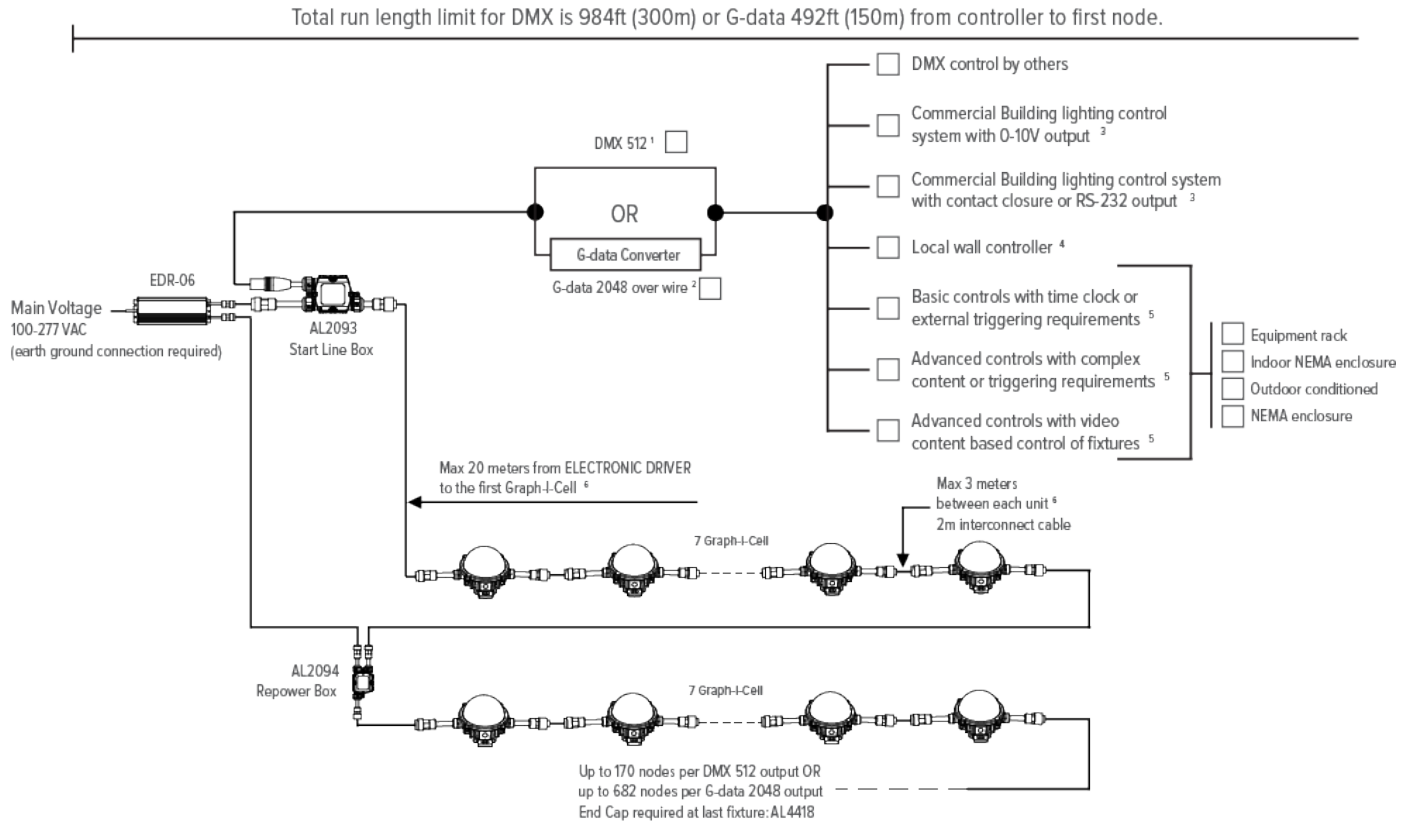 Total run length limit for DMX is 984ft (300m) or G-data 492ft (150m) from controller to first node.
DMX control by others
Commercial Building lighting control
system with 0-10V output ³
Commercial Building lighting control system
with contact closure or RS-232 output ³
Local wall controller ⁴
Basic controls with time clock or
external triggering requirements ⁵
Advanced controls with complex
content or triggering requirements ⁵
Advanced controls with video
content based control of fixtures ⁵
Equipment rack
Indoor NEMA enclosure
Outdoor conditioned
NEMA enclosure
DMX 512 ¹
OR
G-data Converter
G-data 2048 over wire ²
EDR-06
Main Voltage
100-277 VAC
(earth ground connection required)
AL2093
Start Line Box
Max 20 meters from ELECTRONIC DRIVER
to the first Graph-I-Cell ⁶
Max 3 meters
between each unit ⁶
2m interconnect cable
7 Graph-I-Cell
AL2094
Repower Box
7 Graph-I-Cell
Up to 170 nodes per DMX 512 output OR
up to 682 nodes per G-data 2048 output
End Cap required at last fixture: AL4418